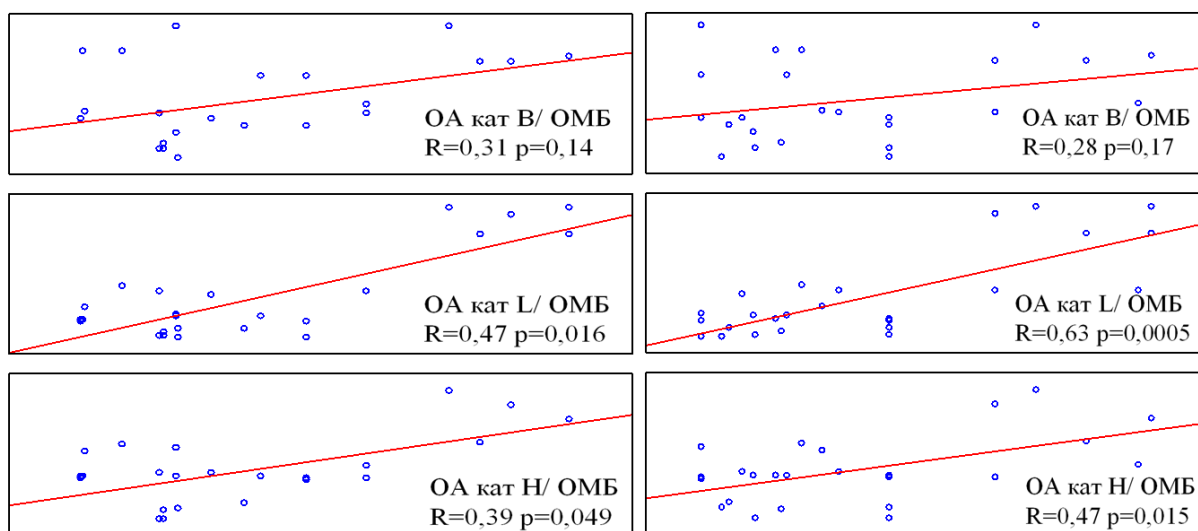 ОА кат B/ ОМБ
R=0,31 p=0,14
ОА кат B/ ОМБ
R=0,28 p=0,17
ОА кат L/ ОМБ
R=0,47 p=0,016
ОА кат L/ ОМБ
R=0,63 p=0,0005
ОА кат H/ ОМБ
R=0,39 p=0,049
ОА кат H/ ОМБ
R=0,47 p=0,015